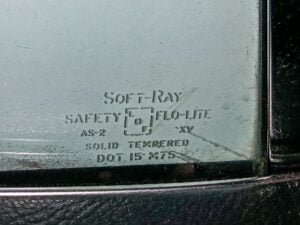 SOFT-RAY
SAFETY FLO-LITE
AS-2 XV
SOLID TEMPERED
DOT 15 M75